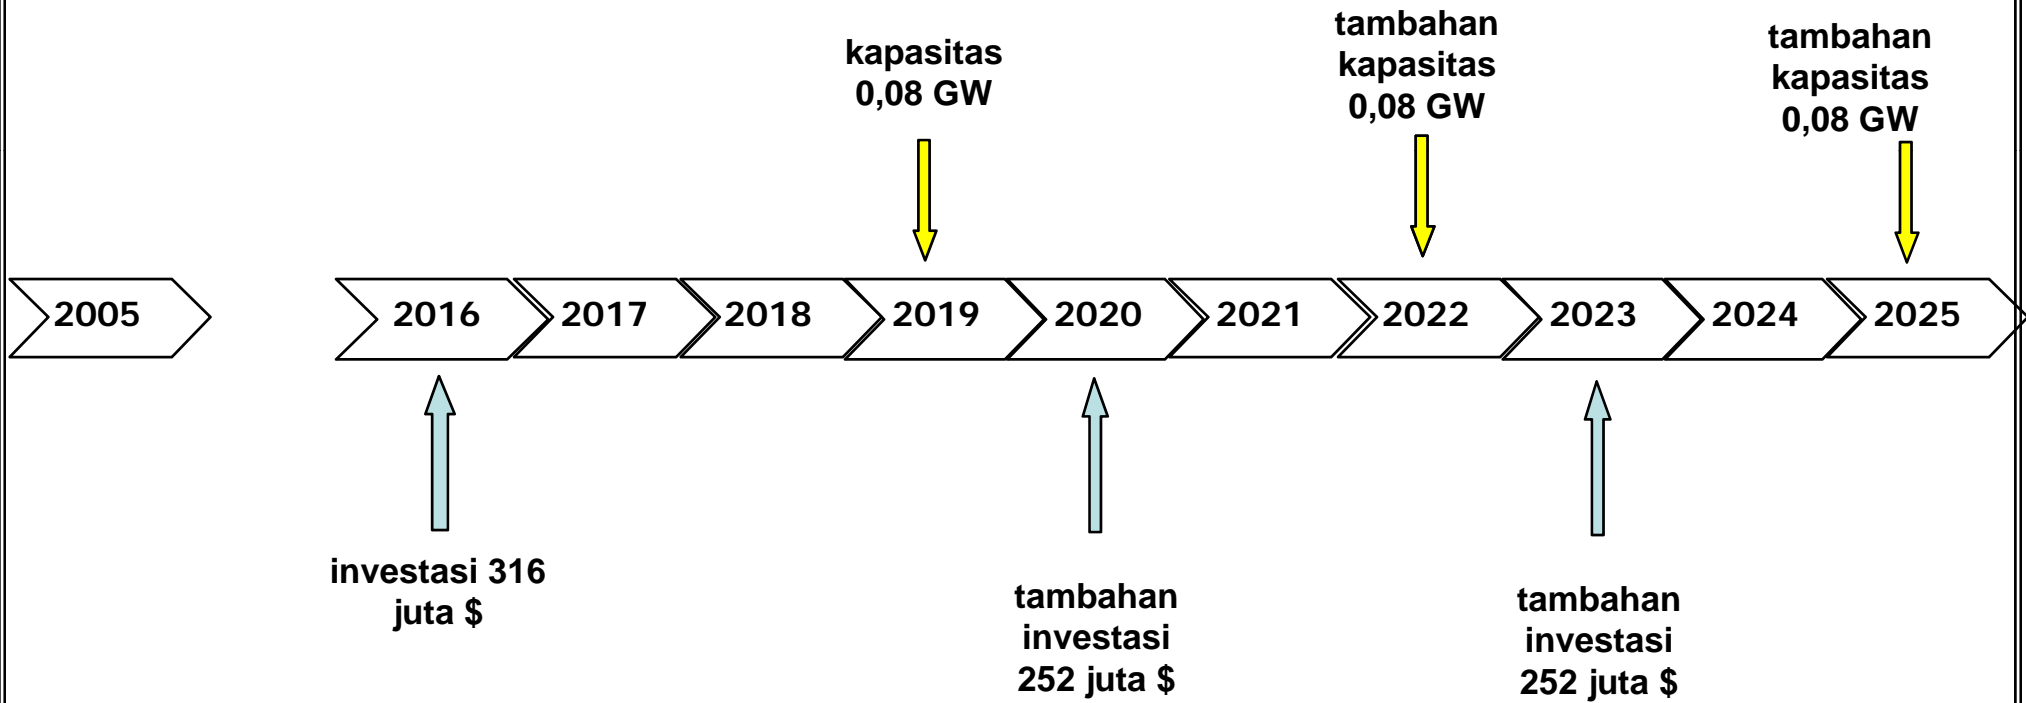 kapasitas
0,08 GW
tambahan
kapasitas
0,08 GW
tambahan
kapasitas
0,08 GW
2005
2016
2017
2018
2019
2020
2021
2022
2023
2024
2025
investasi 316
juta $
tambahan
investasi
252 juta $
tambahan
investasi
252 juta $